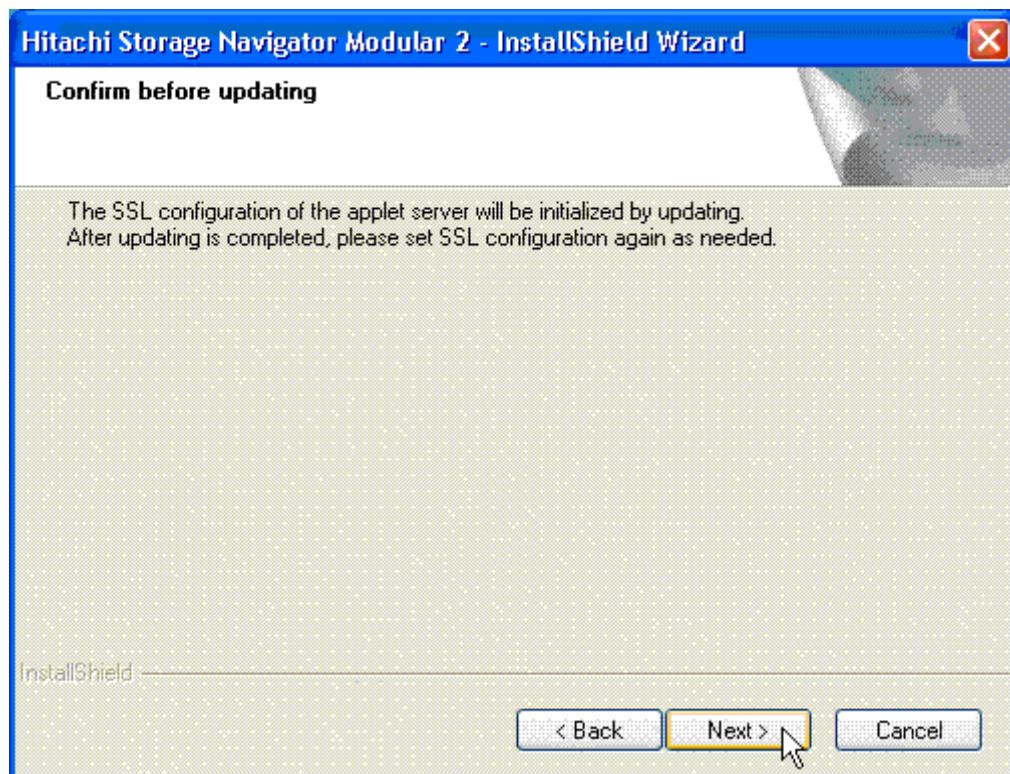 Hitachi Storage Navigator Modular 2 - InstallShield Wizard
Confirm before updating
The SSL configuration of the applet server will be initialized by updating.
After updating is completed, please set SSL configuration again as needed.
InstallShield
< Back
Next >
Cancel